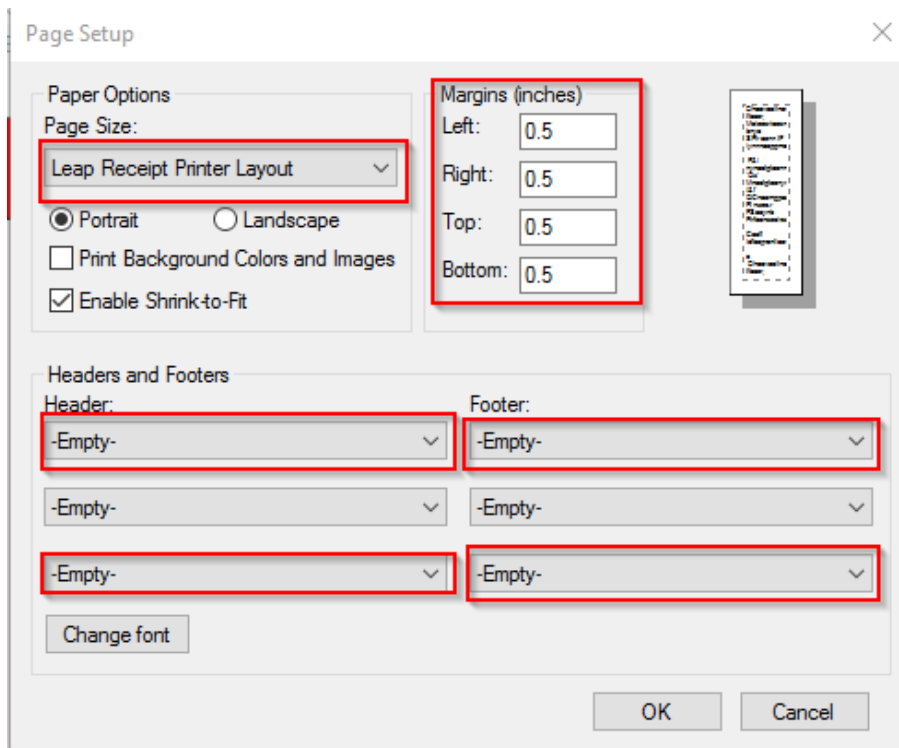 Page Setup
Paper Options
Page Size:
Leap Receipt Printer Layout
Portrait
Landscape
Print Background Colors and Images
Enable Shrink-to-Fit
Margins (inches)
Left: 0.5
Right: 0.5
Top: 0.5
Bottom: 0.5
Headers and Footers
Header: Footer:
-Empty- -Empty-
-Empty- -Empty-
-Empty- -Empty-
Change font
OK Cancel